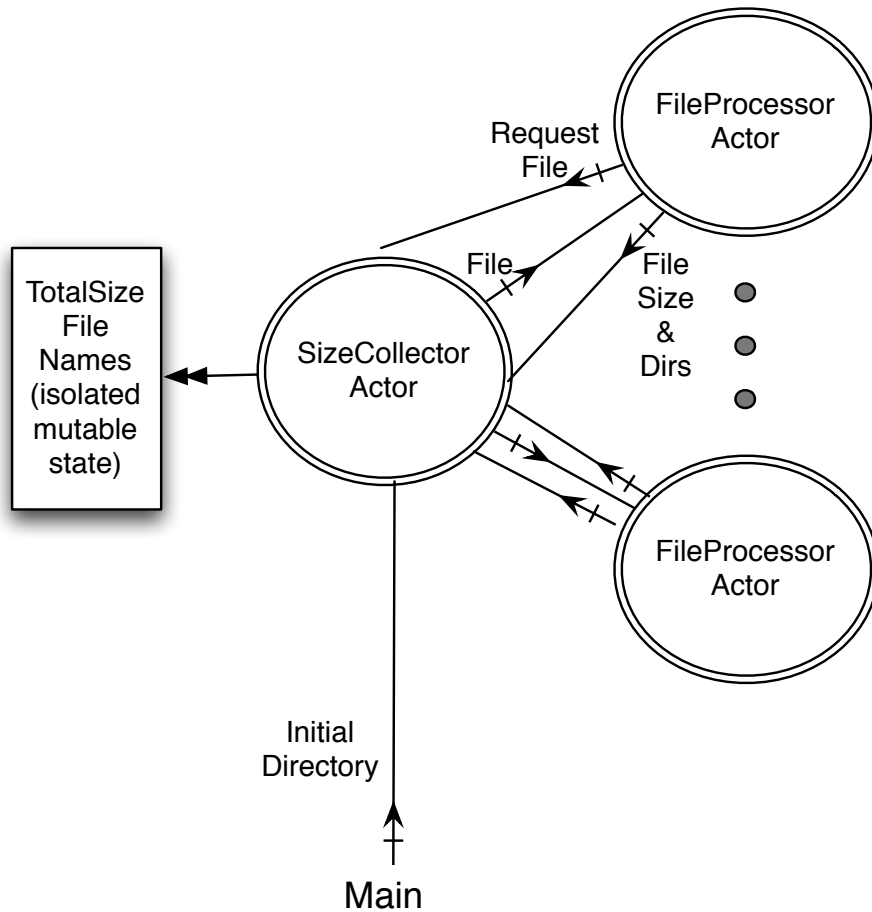 FileProcessor
Actor
Request
File
File
File
Size
&
Dirs
TotalSize
File
Names
(isolated
mutable
state)
SizeCollector
Actor
FileProcessor
Actor
Initial
Directory
Main